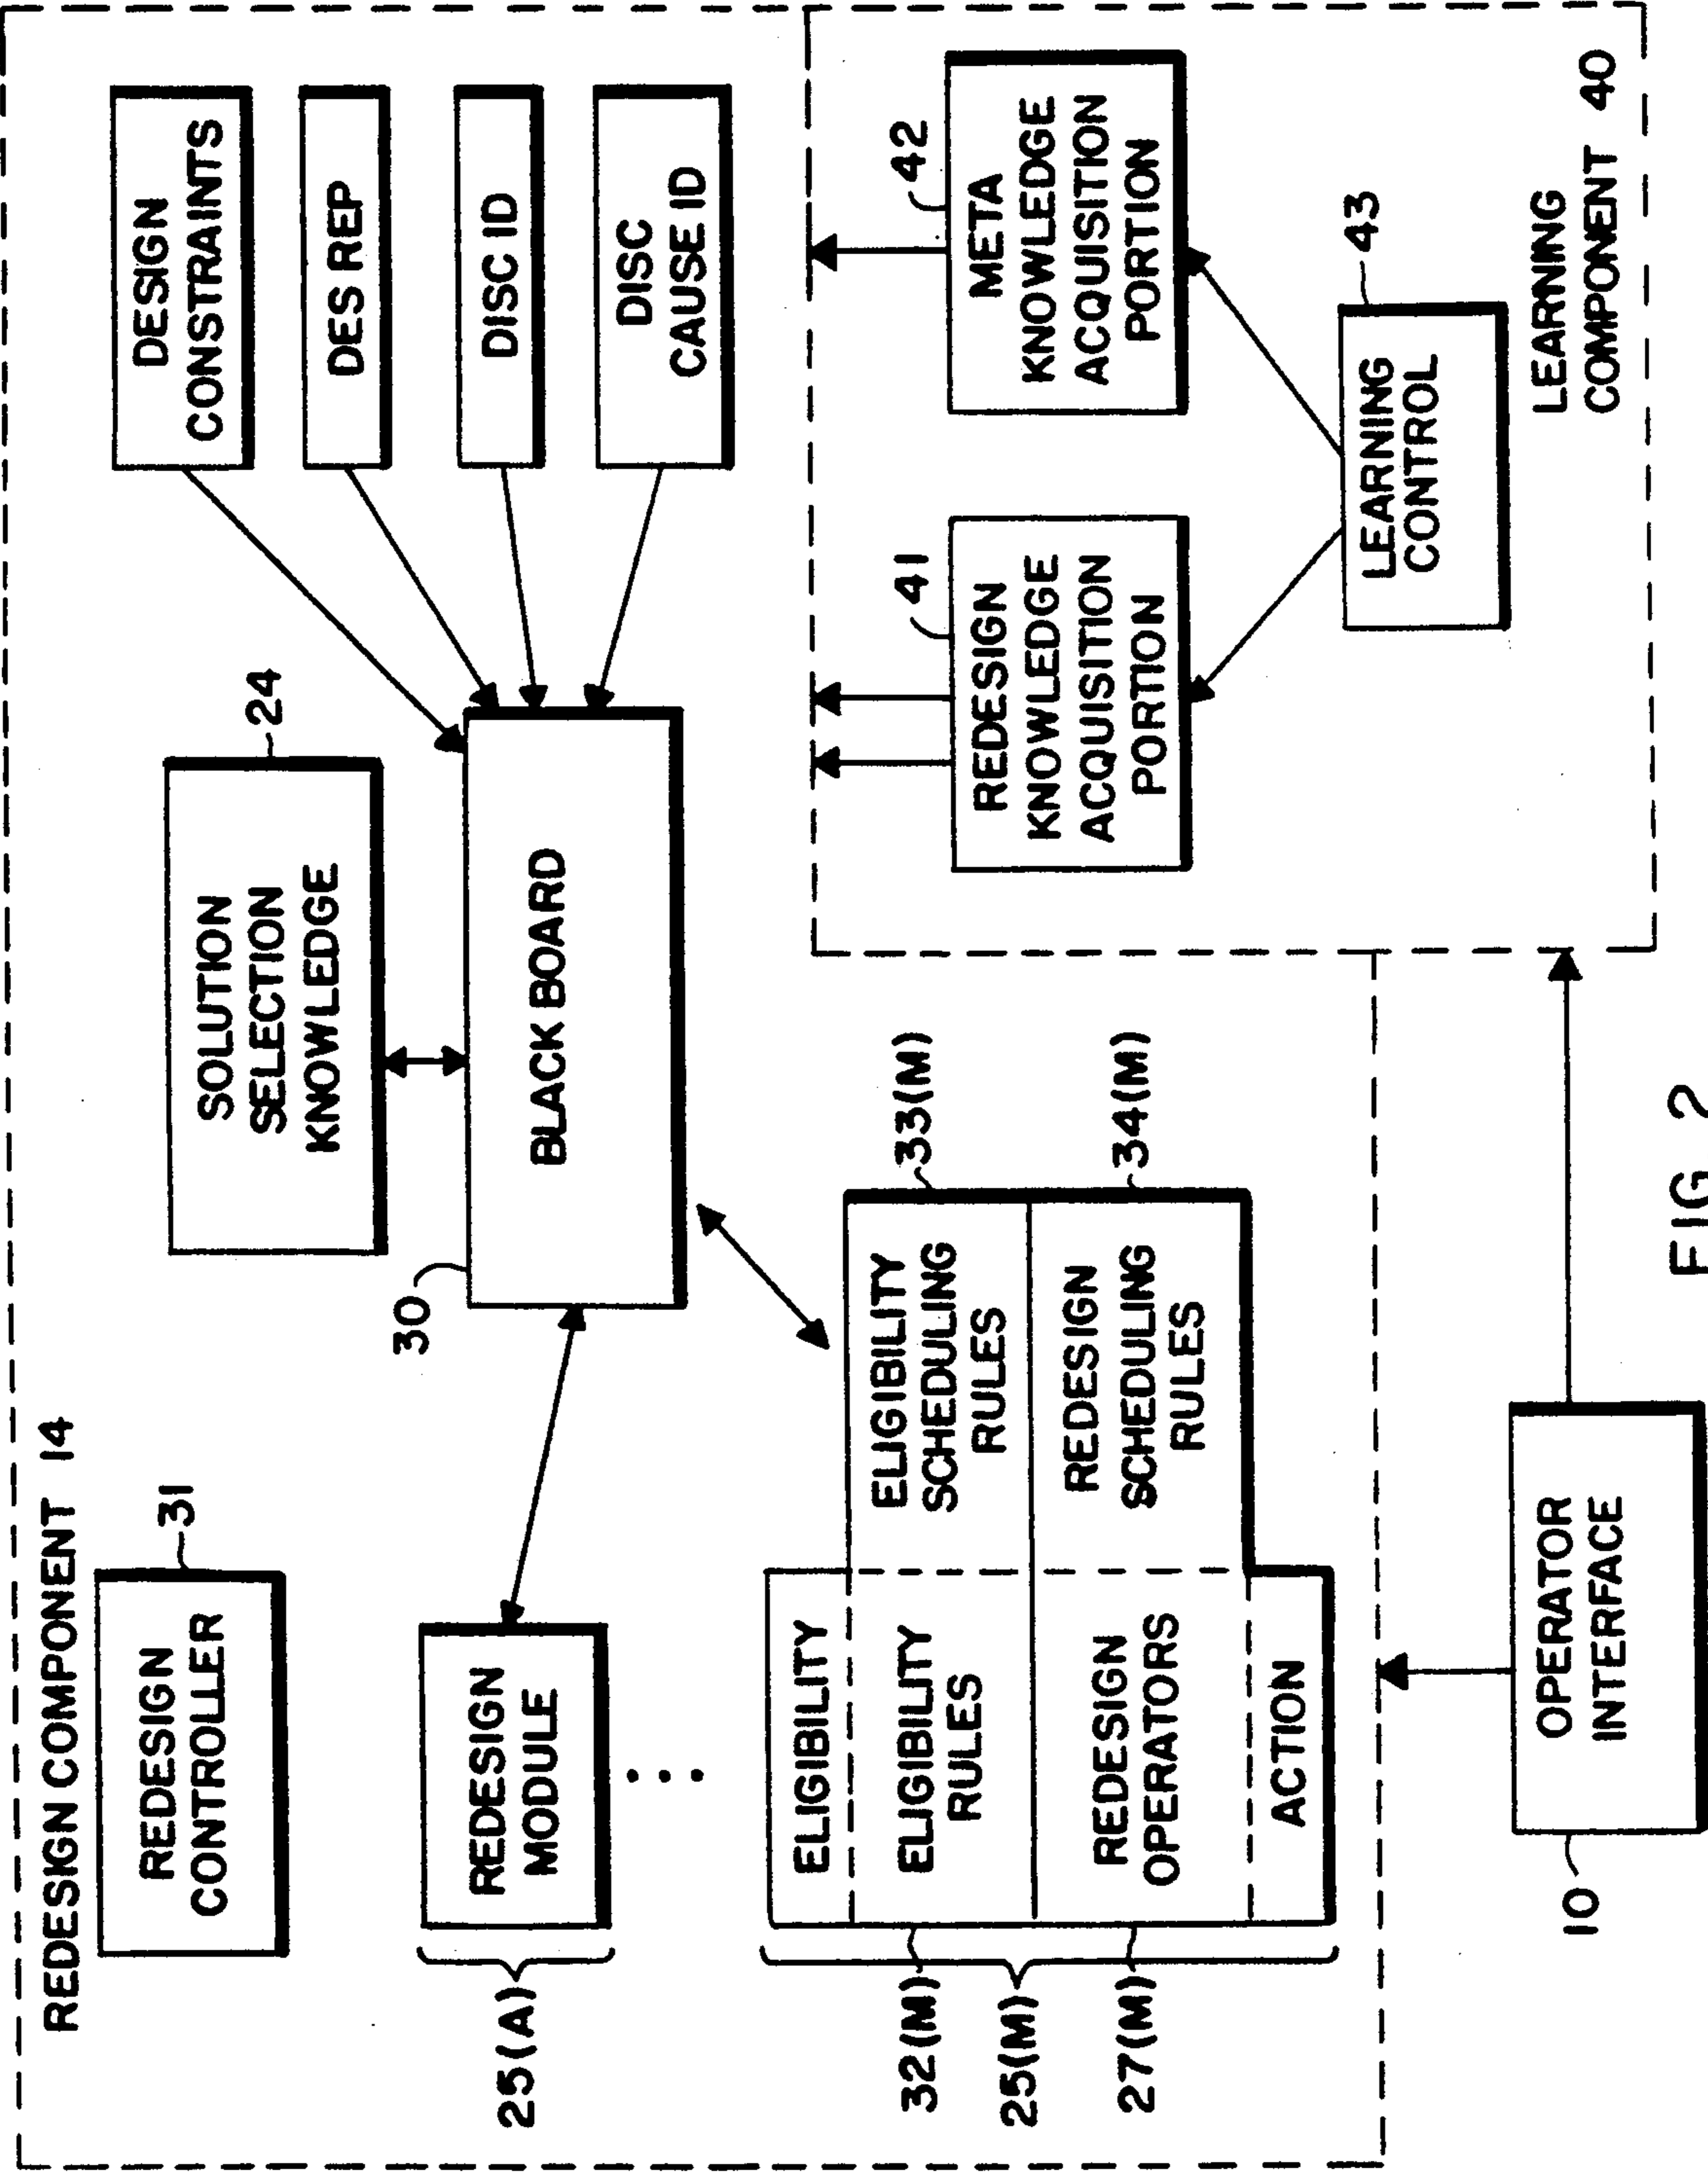 REDESIGN COMPONENT 14
REDESIGN
CONTROLLER
31
SOLUTION
SELECTION
KNOWLEDGE
24
DESIGN
CONSTRAINTS
DES REP
DISC ID
DISC
CAUSE ID
30
BLACK BOARD
25(A)
REDESIGN
MODULE
ELIGIBILITY
32(M)
ELIGIBILITY
RULES
ELIGIBILITY
SCHEDULING
RULES
33(M)
25(M)
27(M)
REDESIGN
OPERATORS
REDESIGN
SCHEDULING
RULES
34(M)
ACTION
41
REDESIGN
KNOWLEDGE
ACQUISITION
PORTION
42
META
KNOWLEDGE
ACQUISITION
PORTION
LEARNING
CONTROL
43
LEARNING
COMPONENT 40
10
OPERATOR
INTERFACE
FIG 2